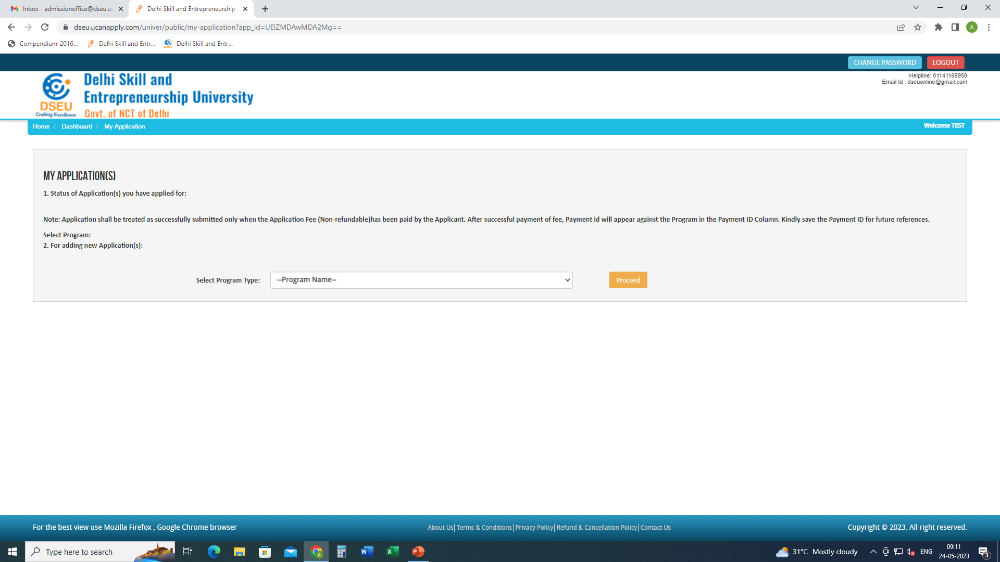 Inbox - admissionoffice@dseu.ac
Delhi Skill and Entrepreneurship
dseu.ucanapply.com/univer/public/my-application?app_id=UElZMDAwMDA2Mg==
A
Compendium-2016...
Delhi Skill and Entr...
Delhi Skill and Entr...
CHANGE PASSWORD
LOGOUT
Helpline: 01141169950
Email Id : dseuonline@gmail.com
DSEU
Crafting Excellence
Delhi Skill and
Entrepreneurship University
Govt. of NCT of Delhi
Home / Dashboard / My Application
Welcome TEST
MY APPLICATION(S)
1. Status of Application(s) you have applied for:
Note: Application shall be treated as successfully submitted only when the Application Fee (Non-refundable)has been paid by the Applicant. After successful payment of fee, Payment id will appear against the Program in the Payment ID Column. Kindly save the Payment ID for future references.
Select Program:
2. For adding new Application(s):
Select Program Type:
--Program Name--
Proceed
For the best view use Mozilla Firefox , Google Chrome browser
About Us| Terms & Conditions| Privacy Policy| Refund & Cancellation Policy| Contact Us
Copyright © 2023. All right reserved.
Type here to search
31°C Mostly cloudy
ENG
09:11
24-05-2023
3